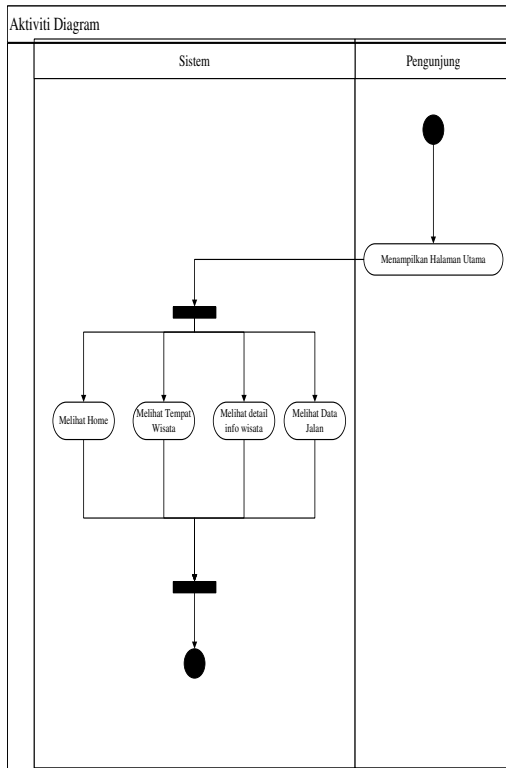 Aktiviti Diagram
Sistem
Pengunjung
Menampilkan Halaman Utama
Melihat Home
Melihat Tempat
Wisata
Melihat detail
info wisata
Melihat Data
Jalan